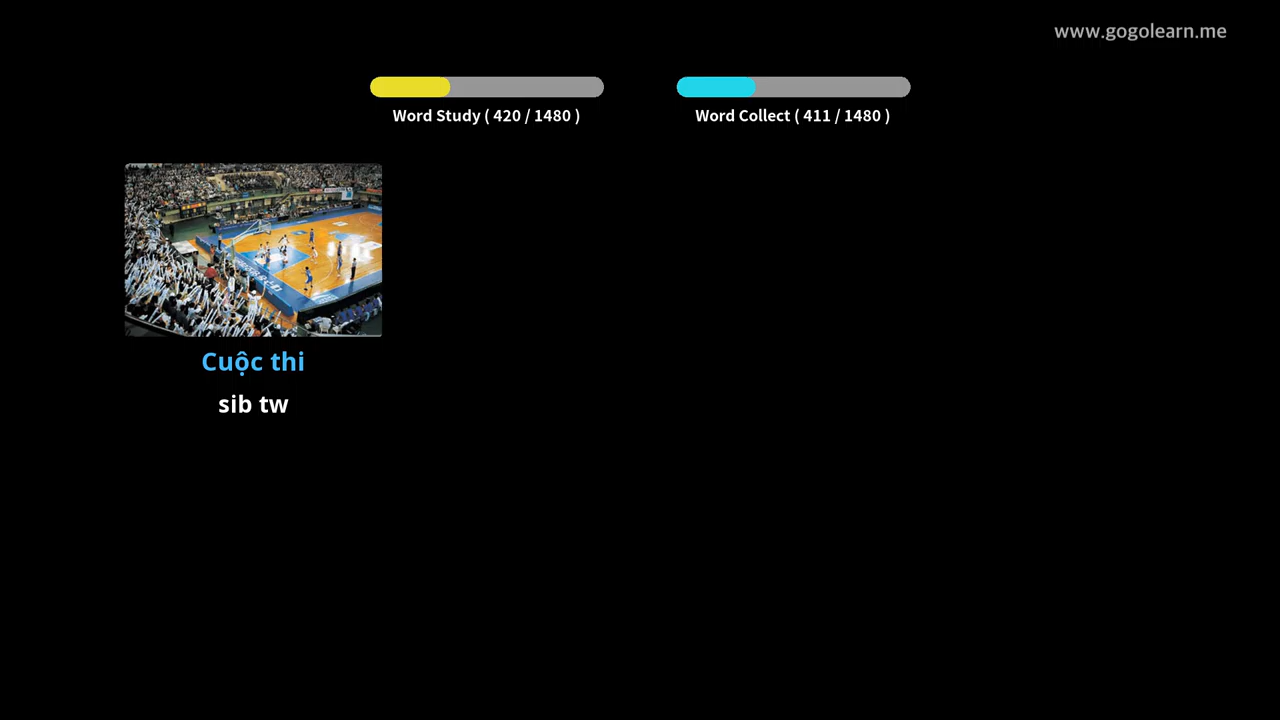 www.gogolearn.me
Word Study ( 420 / 1480 )
Word Collect ( 411 / 1480 )
Cuộc thi
sib tw